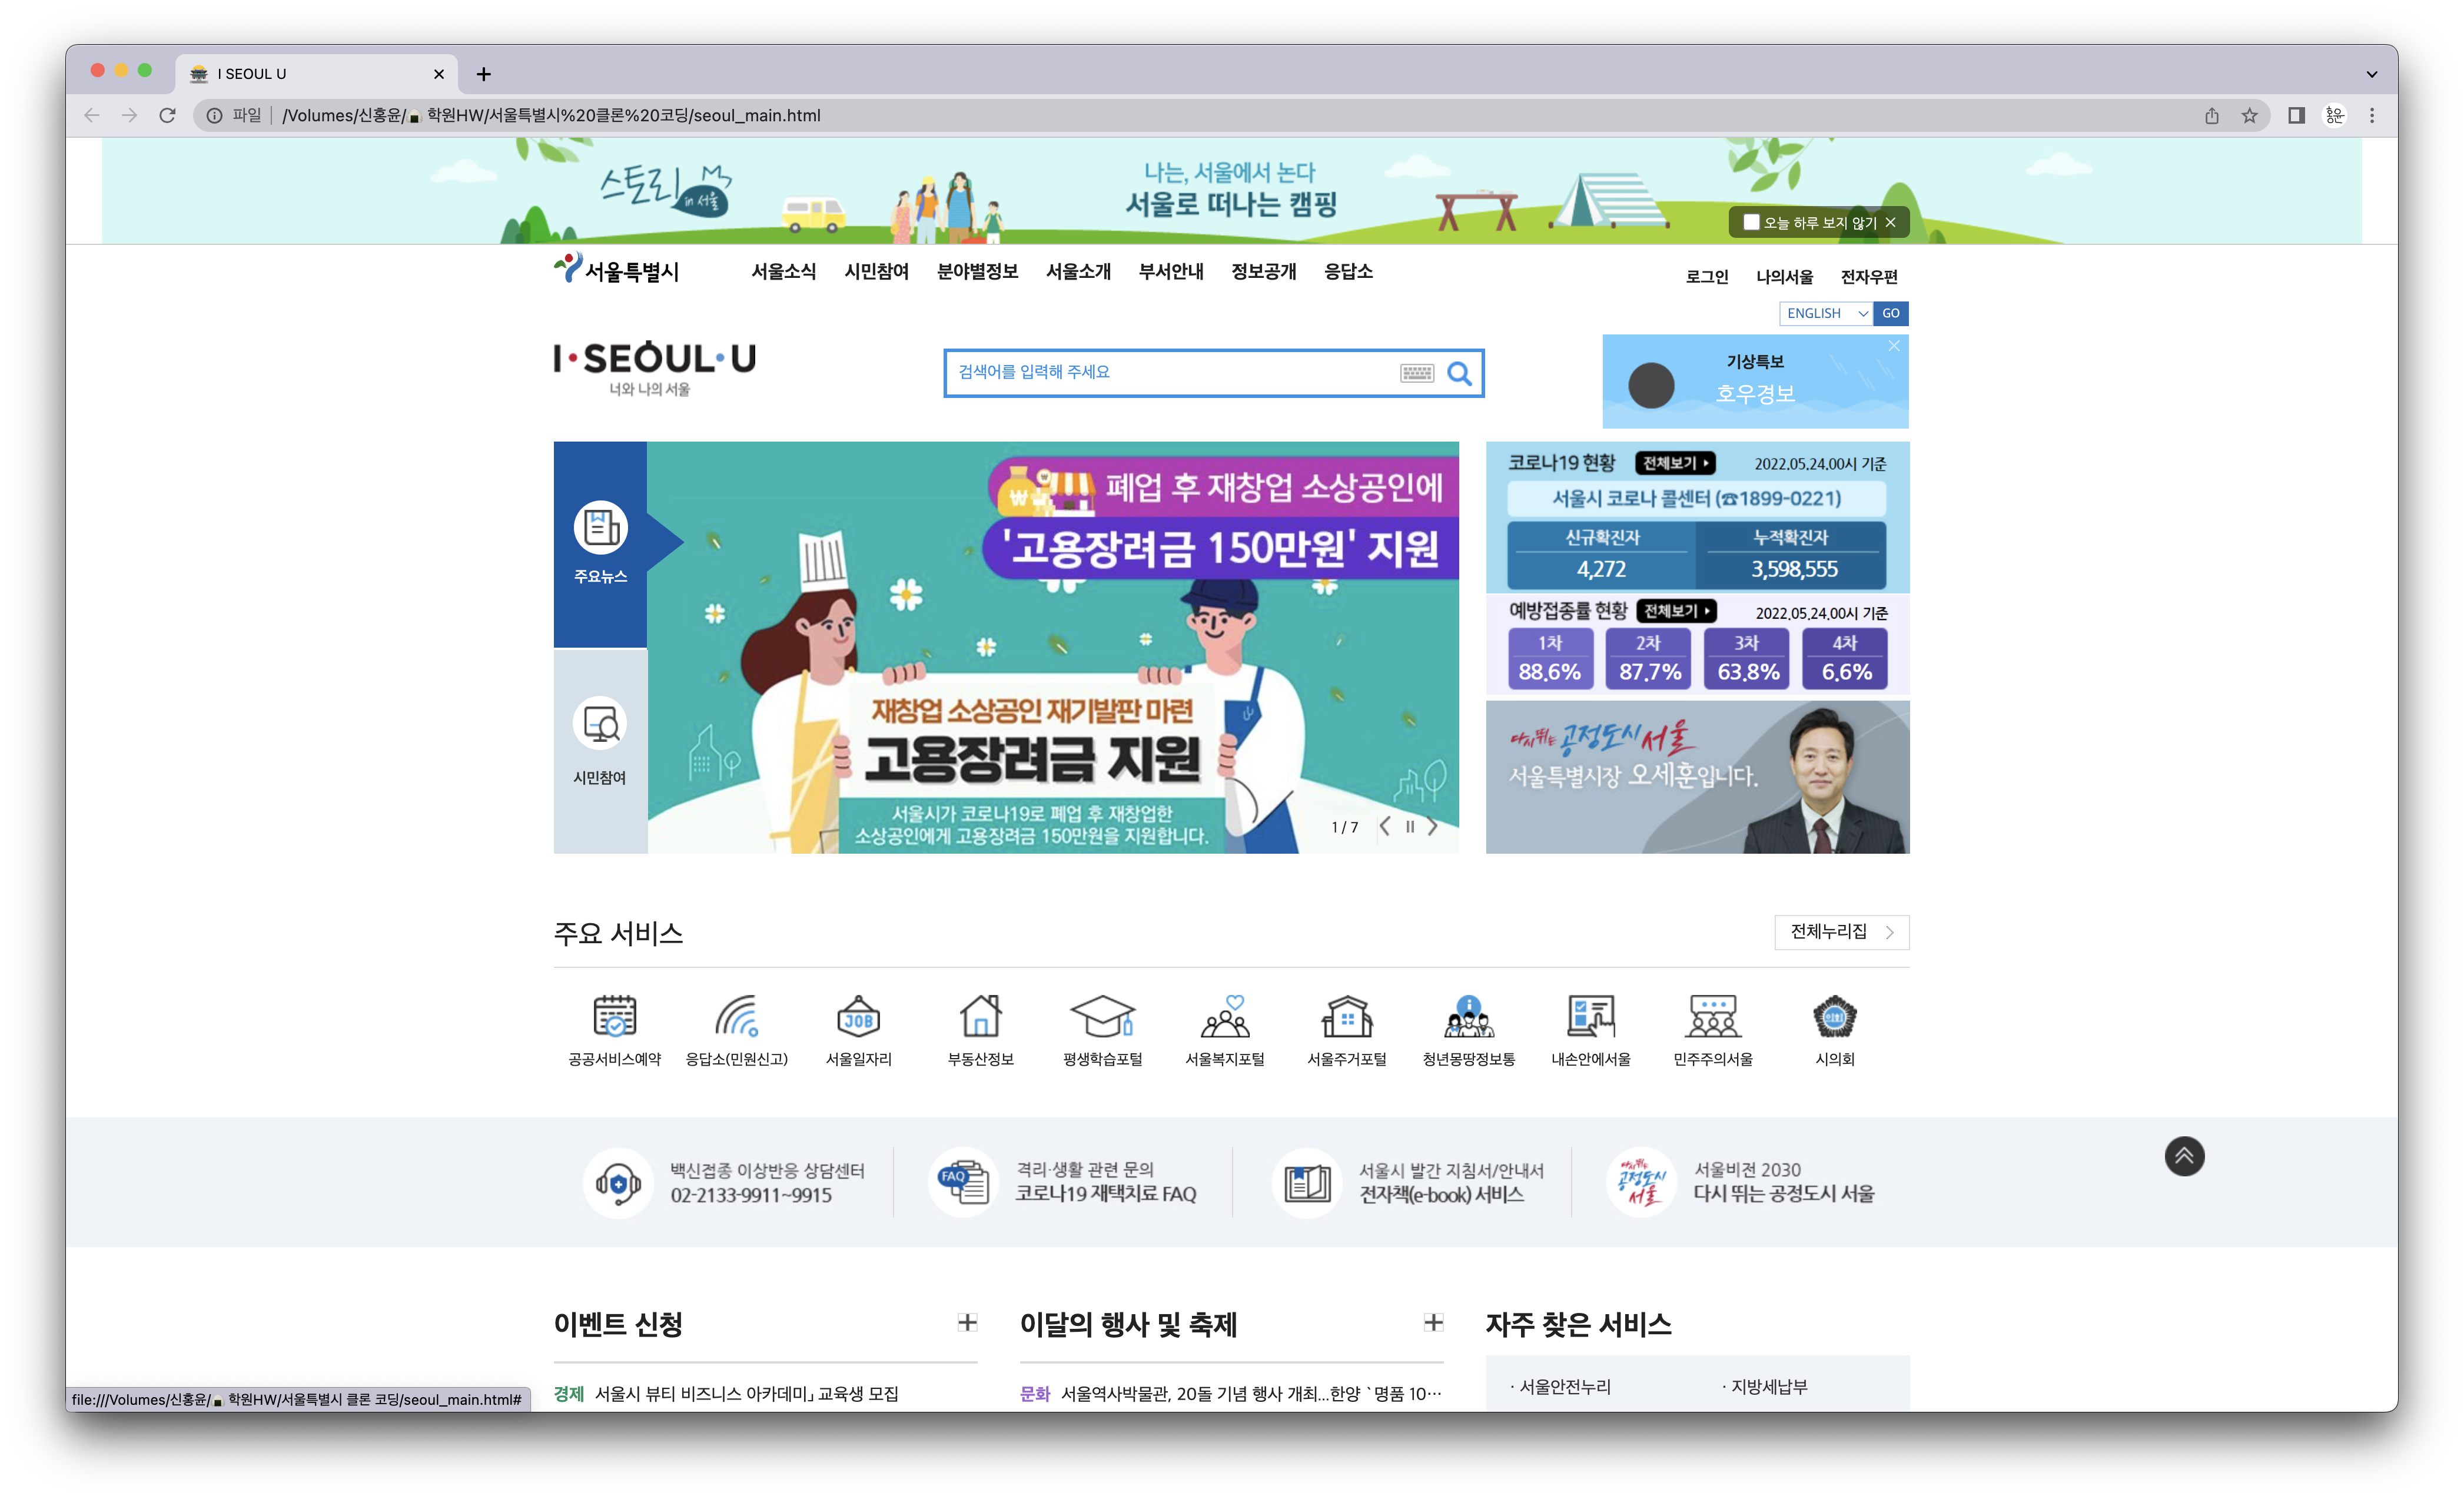 I SEOUL U
파일
/Volumes/신홍윤/🍙 학원HW/서울특별시%20클론%20코딩/seoul_main.html
홍윤
스토리 in 서울
나는, 서울에서 논다
서울로 떠나는 캠핑
오늘 하루 보지 않기 ×
서울특별시
서울소식 시민참여 분야별정보 서울소개 부서안내 정보공개 응답소
로그인 나의서울 전자우편
ENGLISH GO
I·SEOUL·U
너와 나의 서울
검색어를 입력해 주세요
기상특보
호우경보
주요뉴스
시민참여
폐업 후 재창업 소상공인에
'고용장려금 150만원' 지원
재창업 소상공인 재기발판 마련
고용장려금 지원
서울시가 코로나19로 폐업 후 재창업한
소상공인에게 고용장려금 150만원을 지원합니다.
1 / 7
코로나19 현황 전체보기 2022.05.24.00시 기준
서울시 코로나 콜센터 (☎1899-0221)
신규확진자 누적확진자
4,272 3,598,555
예방접종률 현황 전체보기 2022.05.24.00시 기준
1차 2차 3차 4차
88.6% 87.7% 63.8% 6.6%
다시뛰는 공정도시 서울
서울특별시장 오세훈입니다.
주요 서비스
전체누리집
JOB
공공서비스예약 응답소(민원신고) 서울일자리 부동산정보 평생학습포털 서울복지포털 서울주거포털 청년몽땅정보통 내손안에서울 민주주의서울 시의회
백신접종 이상반응 상담센터
02-2133-9911~9915
FAQ
격리·생활 관련 문의
코로나19 재택치료 FAQ
서울시 발간 지침서/안내서
전자책(e-book) 서비스
다시뛰는 공정도시 서울
서울비전 2030
다시 뛰는 공정도시 서울
이벤트 신청
이달의 행사 및 축제
자주 찾은 서비스
경제 서울시 뷰티 비즈니스 아카데미」 교육생 모집
문화 서울역사박물관, 20돌 기념 행사 개최...한양 `명품 10…
· 서울안전누리
· 지방세납부
file:///Volumes/신홍윤/🍙 학원HW/서울특별시 클론 코딩/seoul_main.html#